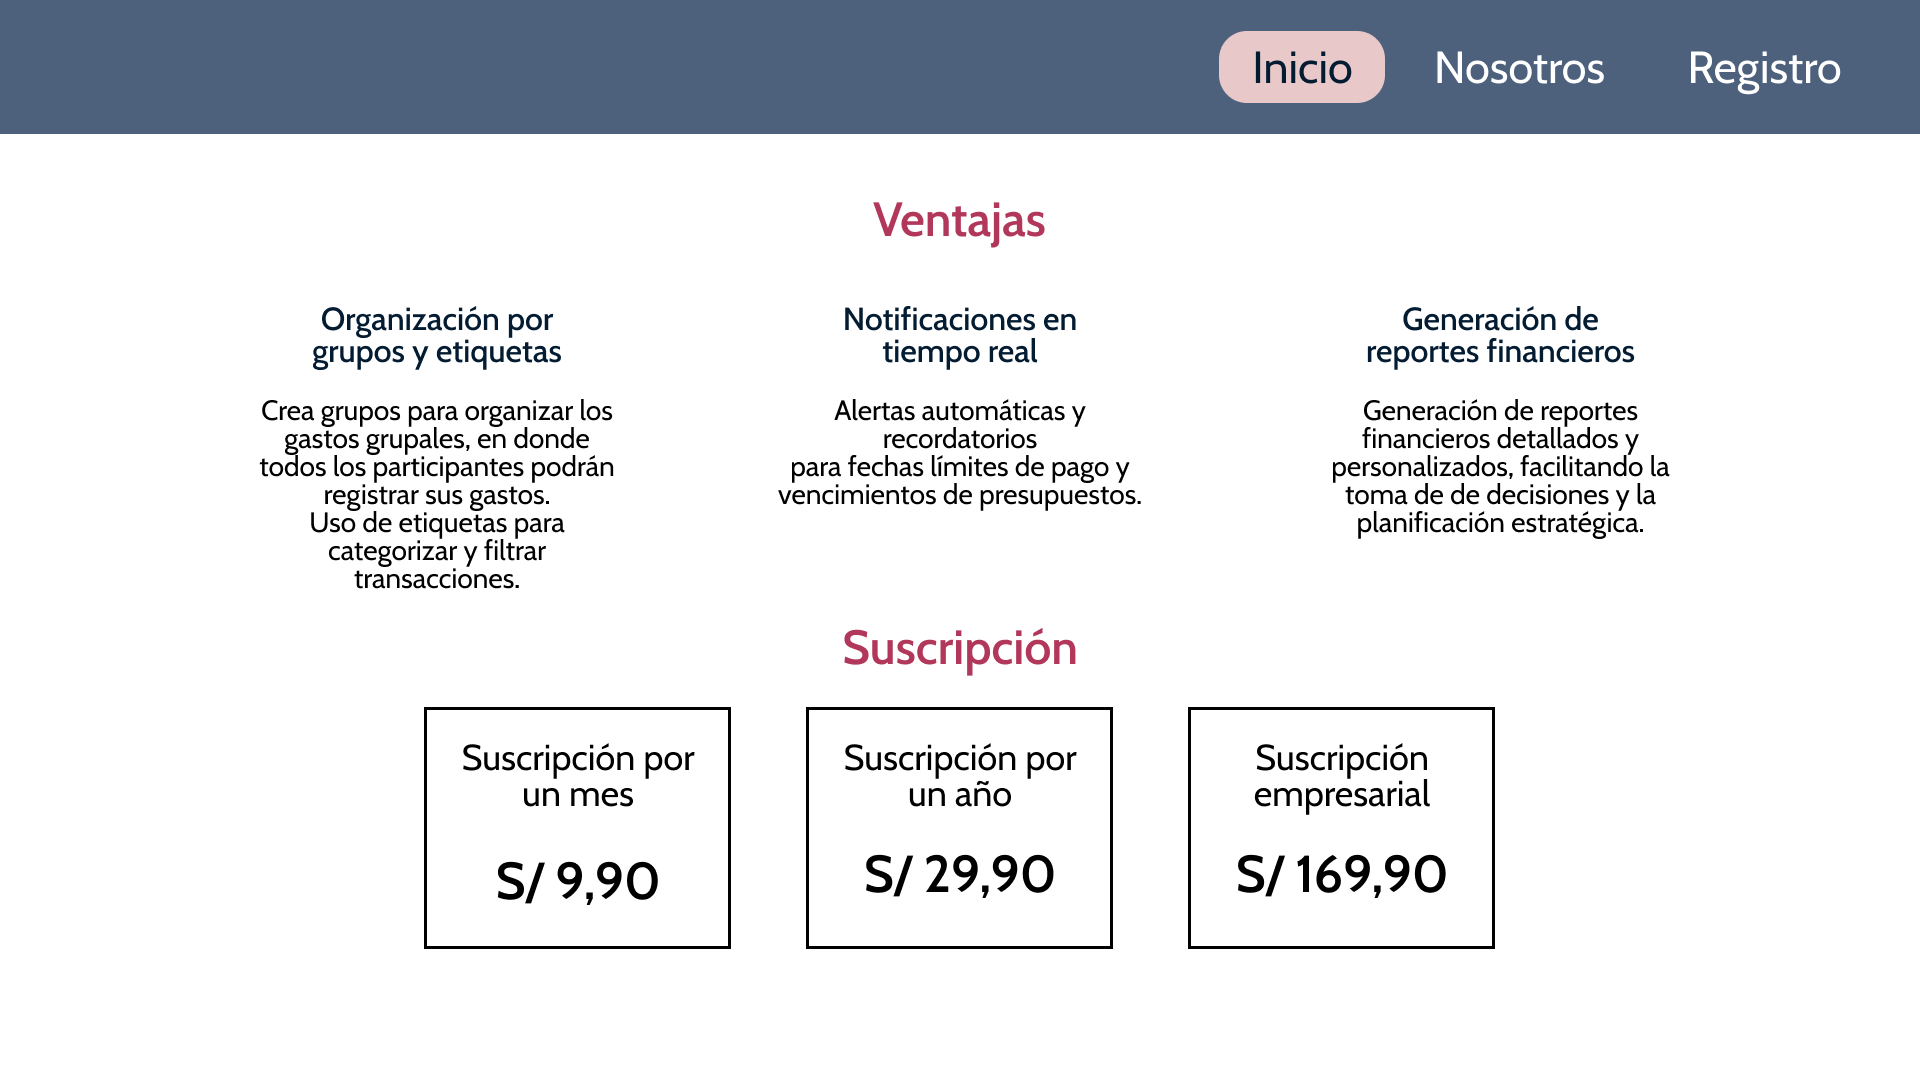 Inicio Nosotros Registro
Ventajas
Organización por
grupos y etiquetas
Crea grupos para organizar los
gastos grupales, en donde
todos los participantes podrán
registrar sus gastos.
Uso de etiquetas para
categorizar y filtrar
transacciones.
Notificaciones en
tiempo real
Alertas automáticas y
recordatorios
para fechas límites de pago y
vencimientos de presupuestos.
Generación de
reportes financieros
Generación de reportes
financieros detallados y
personalizados, facilitando la
toma de de decisiones y la
planificación estratégica.
Suscripción
Suscripción por
un mes
S/ 9,90
Suscripción por
un año
S/ 29,90
Suscripción
empresarial
S/ 169,90